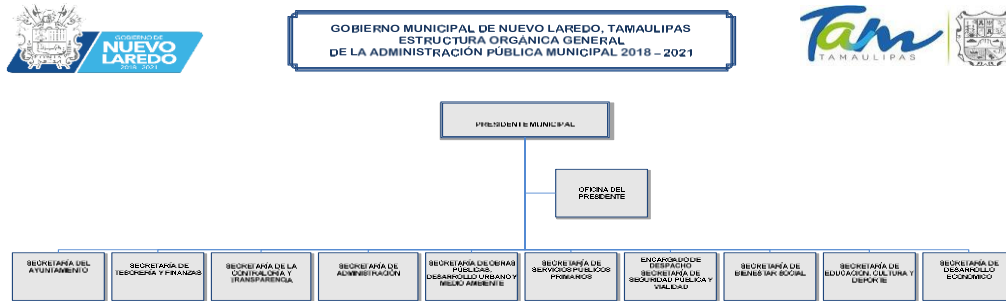 GOBIERNO DE
NUEVO
LAREDO
2018 - 2021
GOBIERNO MUNICIPAL DE NUEVO LAREDO, TAMAULIPAS
ESTRUCTURA ORGÁNICA GENERAL
DE LA ADMINISTRACIÓN PÚBLICA MUNICIPAL 2018 – 2021
Tam
TAMAULIPAS
PRESIDENTE MUNICIPAL
OFICINA DEL
PRESIDENTE
SECRETARÍA DEL
AYUNTAMIENTO
SECRETARÍA DE
TESORERÍA Y FINANZAS
SECRETARÍA DE LA
CONTRALORÍA Y
TRANSPARENCIA
SECRETARÍA DE
ADMINISTRACIÓN
SECRETARÍA DE OBRAS
PÚBLICAS,
DESARROLLO URBANO Y
MEDIO AMBIENTE
SECRETARÍA DE
SERVICIOS PÚBLICOS
PRIMARIOS
ENCARGADO DE
DESPACHO
SECRETARÍA DE
SEGURIDAD PÚBLICA Y
VIALIDAD
SECRETARÍA DE
BIENESTAR SOCIAL
SECRETARÍA DE
EDUCACIÓN, CULTURA Y
DEPORTE
SECRETARÍA DE
DESARROLLO
ECONÓMICO